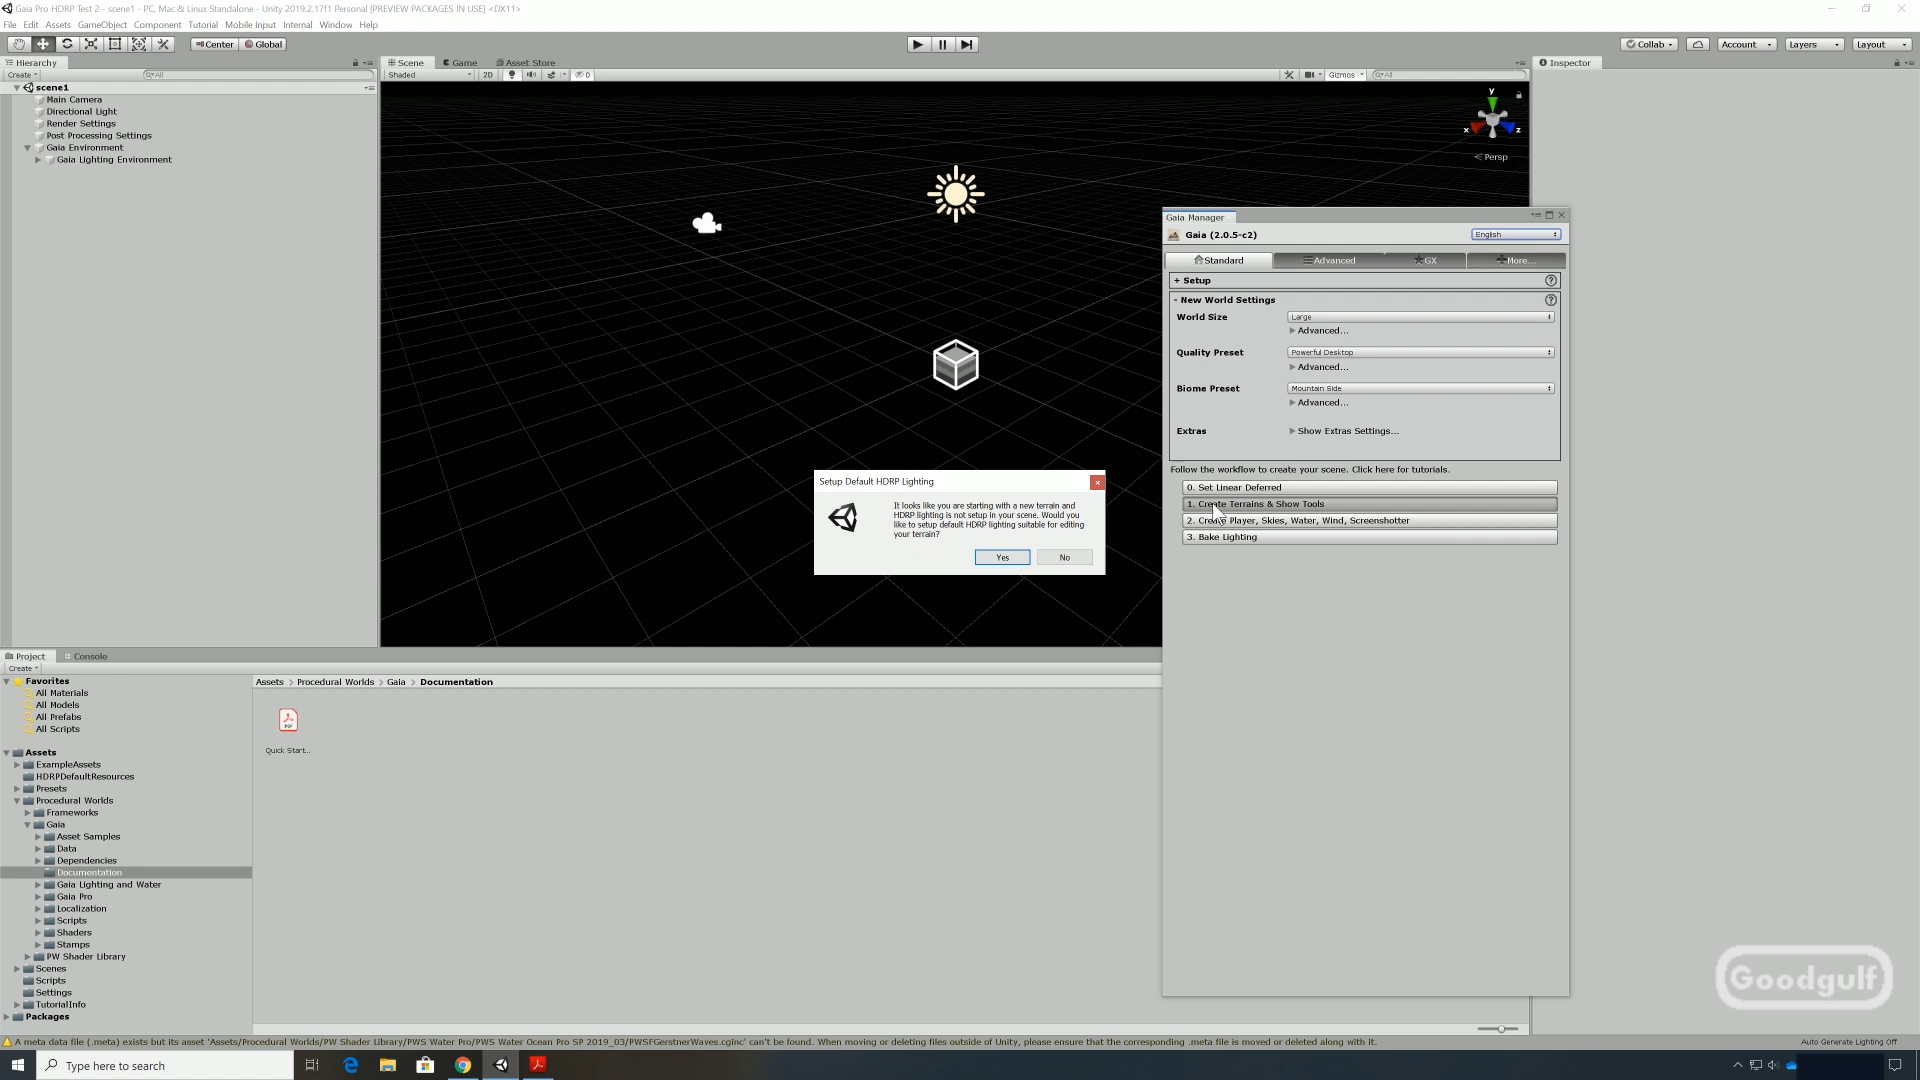 Gaia Pro HDRP Test 2 - scene1 - PC, Mac & Linux Standalone - Unity 2019.2.17f1 Personal [PREVIEW PACKAGES IN USE] <DX11>
File Edit Assets GameObject Component Tutorial Mobile Input Internal Window Help
Center Global
Collab Account Layers Layout
Hierarchy
Create
All
scene1
Main Camera
Directional Light
Render Settings
Post Processing Settings
Gaia Environment
Gaia Lighting Environment
Scene Game Asset Store
Shaded 2D 0 Gizmos All
y
x z
< Persp
Inspector
Gaia Manager
Gaia (2.0.5-c2) English
Standard Advanced GX More...
+ Setup ?
- New World Settings ?
World Size Large
Advanced...
Quality Preset Powerful Desktop
Advanced...
Biome Preset Mountain Side
Advanced...
Extras Show Extras Settings...
Follow the workflow to create your scene. Click here for tutorials.
0. Set Linear Deferred
1. Create Terrains & Show Tools
2. Create Player, Skies, Water, Wind, Screenshotter
3. Bake Lighting
Setup Default HDRP Lighting
It looks like you are starting with a new terrain and
HDRP lighting is not setup in your scene. Would you
like to setup default HDRP lighting suitable for editing
your terrain?
Yes No
Project Console
Create
Favorites
All Materials
All Models
All Prefabs
All Scripts
Assets
ExampleAssets
HDRPDefaultResources
Presets
Procedural Worlds
Frameworks
Gaia
Asset Samples
Data
Dependencies
Documentation
Gaia Lighting and Water
Gaia Pro
Localization
Scripts
Shaders
Stamps
PW Shader Library
Scenes
Scripts
Settings
TutorialInfo
Packages
Assets > Procedural Worlds > Gaia > Documentation
PDF
Quick Start...
Goodgulf
A meta data file (.meta) exists but its asset 'Assets/Procedural Worlds/PW Shader Library/PWS Water Pro/PWS Water Ocean Pro SP 2019_03/PWSFGerstnerWaves.cginc' can't be found. When moving or deleting files outside of Unity, please ensure that the corresponding .meta file is moved or deleted along with it.
Auto Generate Lighting Off
Type here to search